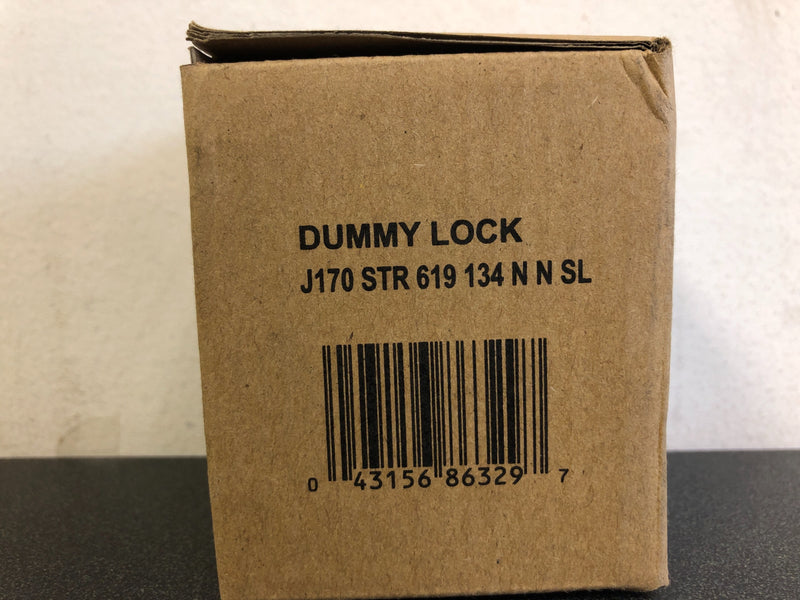 DUMMY LOCK
J170 STR 619 134 N N SL
0 43156 86329 7